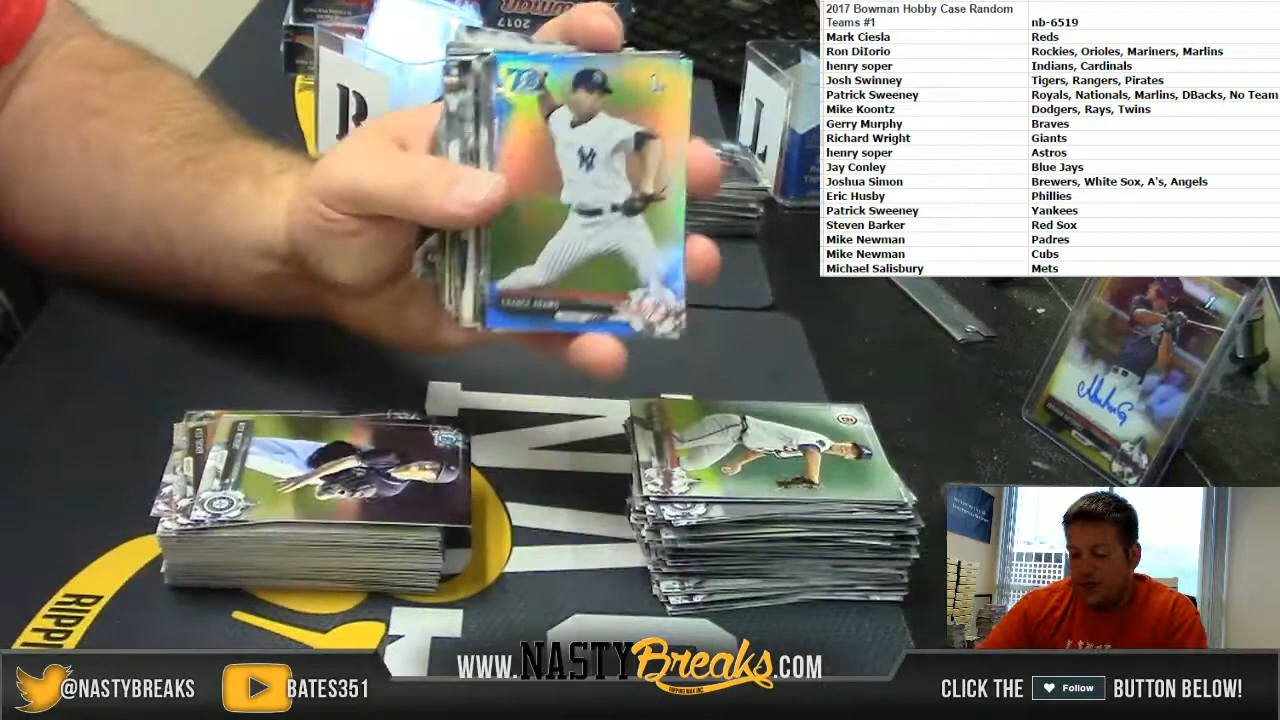 2017 Bowman Hobby Case Random
Teams #1 nb-6519
Mark Ciesla Reds
Ron DiIorio Rockies, Orioles, Mariners, Marlins
henry soper Indians, Cardinals
Josh Swinney Tigers, Rangers, Pirates
Patrick Sweeney Royals, Nationals, Marlins, DBacks, No Team
Mike Koontz Dodgers, Rays, Twins
Gerry Murphy Braves
Richard Wright Giants
henry soper Astros
Jay Conley Blue Jays
Joshua Simon Brewers, White Sox, A's, Angels
Eric Husby Phillies
Patrick Sweeney Yankees
Steven Barker Red Sox
Mike Newman Padres
Mike Newman Cubs
Michael Salisbury Mets
2017
R
L
RIPPI
WWW.NASTYBreaks.COM
@NASTYBREAKS
BATES351
CLICK THE Follow BUTTON BELOW!